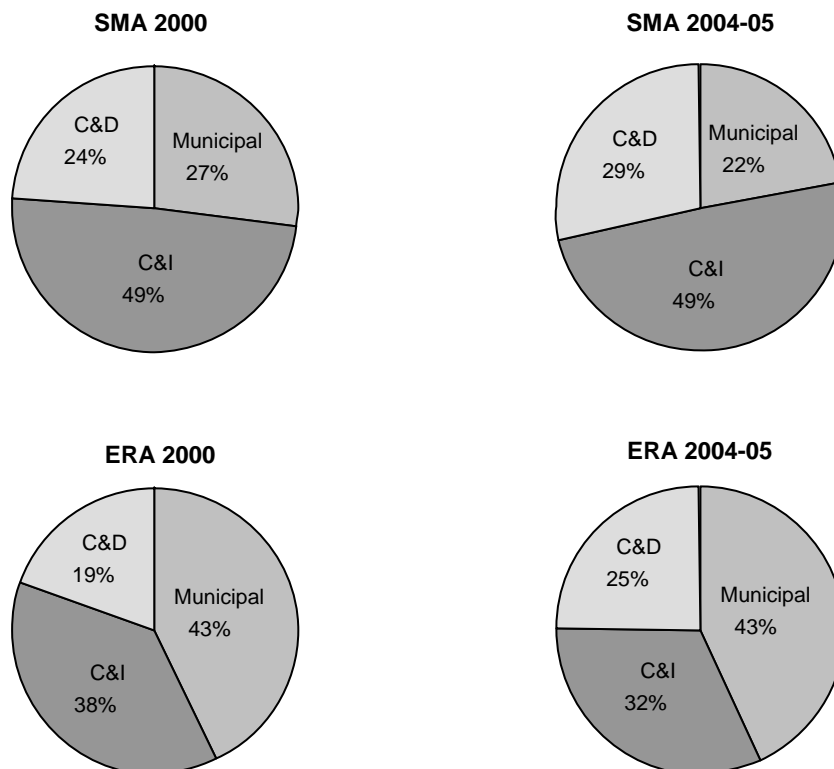 SMA 2000
C&D
24%
Municipal
27%
C&I
49%
SMA 2004-05
C&D
29%
Municipal
22%
C&I
49%
ERA 2000
C&D
19%
Municipal
43%
C&I
38%
ERA 2004-05
C&D
25%
Municipal
43%
C&I
32%